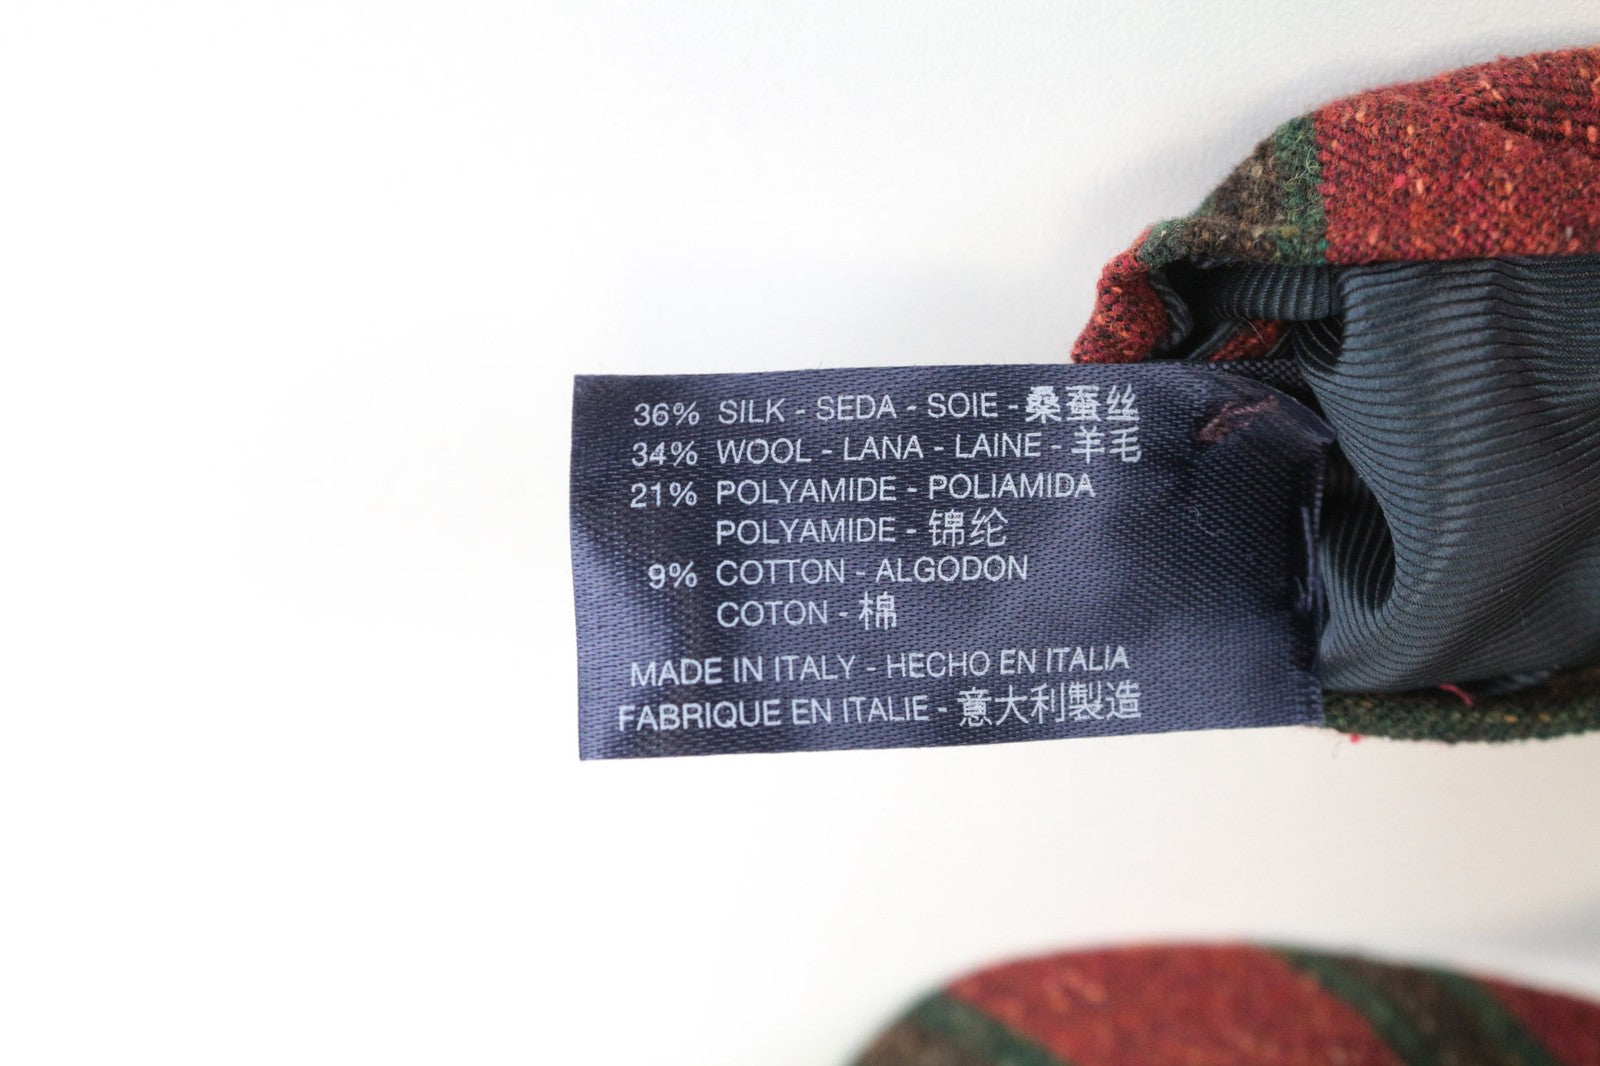 36% SILK - SEDA - SOIE - 桑蚕丝
34% WOOL - LANA - LAINE - 羊毛
21% POLYAMIDE - POLIAMIDA
POLYAMIDE - 锦纶
9% COTTON - ALGODON
COTON - 棉
MADE IN ITALY - HECHO EN ITALIA
FABRIQUE EN ITALIE - 意大利製造